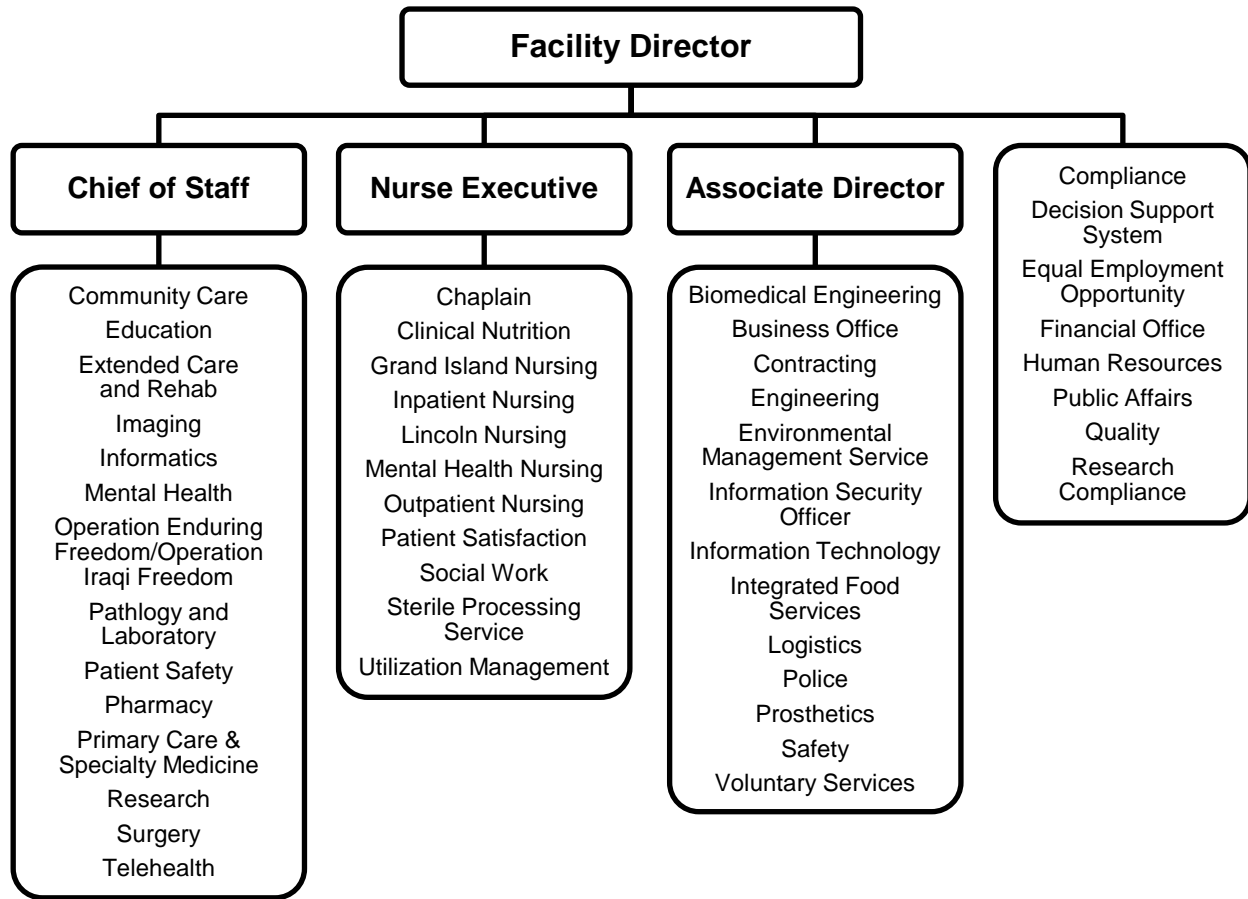 Facility Director
Chief of Staff
Nurse Executive
Associate Director
Compliance
Decision Support
System
Equal Employment
Opportunity
Financial Office
Human Resources
Public Affairs
Quality
Research
Compliance
Community Care
Education
Extended Care
and Rehab
Imaging
Informatics
Mental Health
Operation Enduring
Freedom/Operation
Iraqi Freedom
Pathlogy and
Laboratory
Patient Safety
Pharmacy
Primary Care &
Specialty Medicine
Research
Surgery
Telehealth
Chaplain
Clinical Nutrition
Grand Island Nursing
Inpatient Nursing
Lincoln Nursing
Mental Health Nursing
Outpatient Nursing
Patient Satisfaction
Social Work
Sterile Processing
Service
Utilization Management
Biomedical Engineering
Business Office
Contracting
Engineering
Environmental
Management Service
Information Security
Officer
Information Technology
Integrated Food
Services
Logistics
Police
Prosthetics
Safety
Voluntary Services